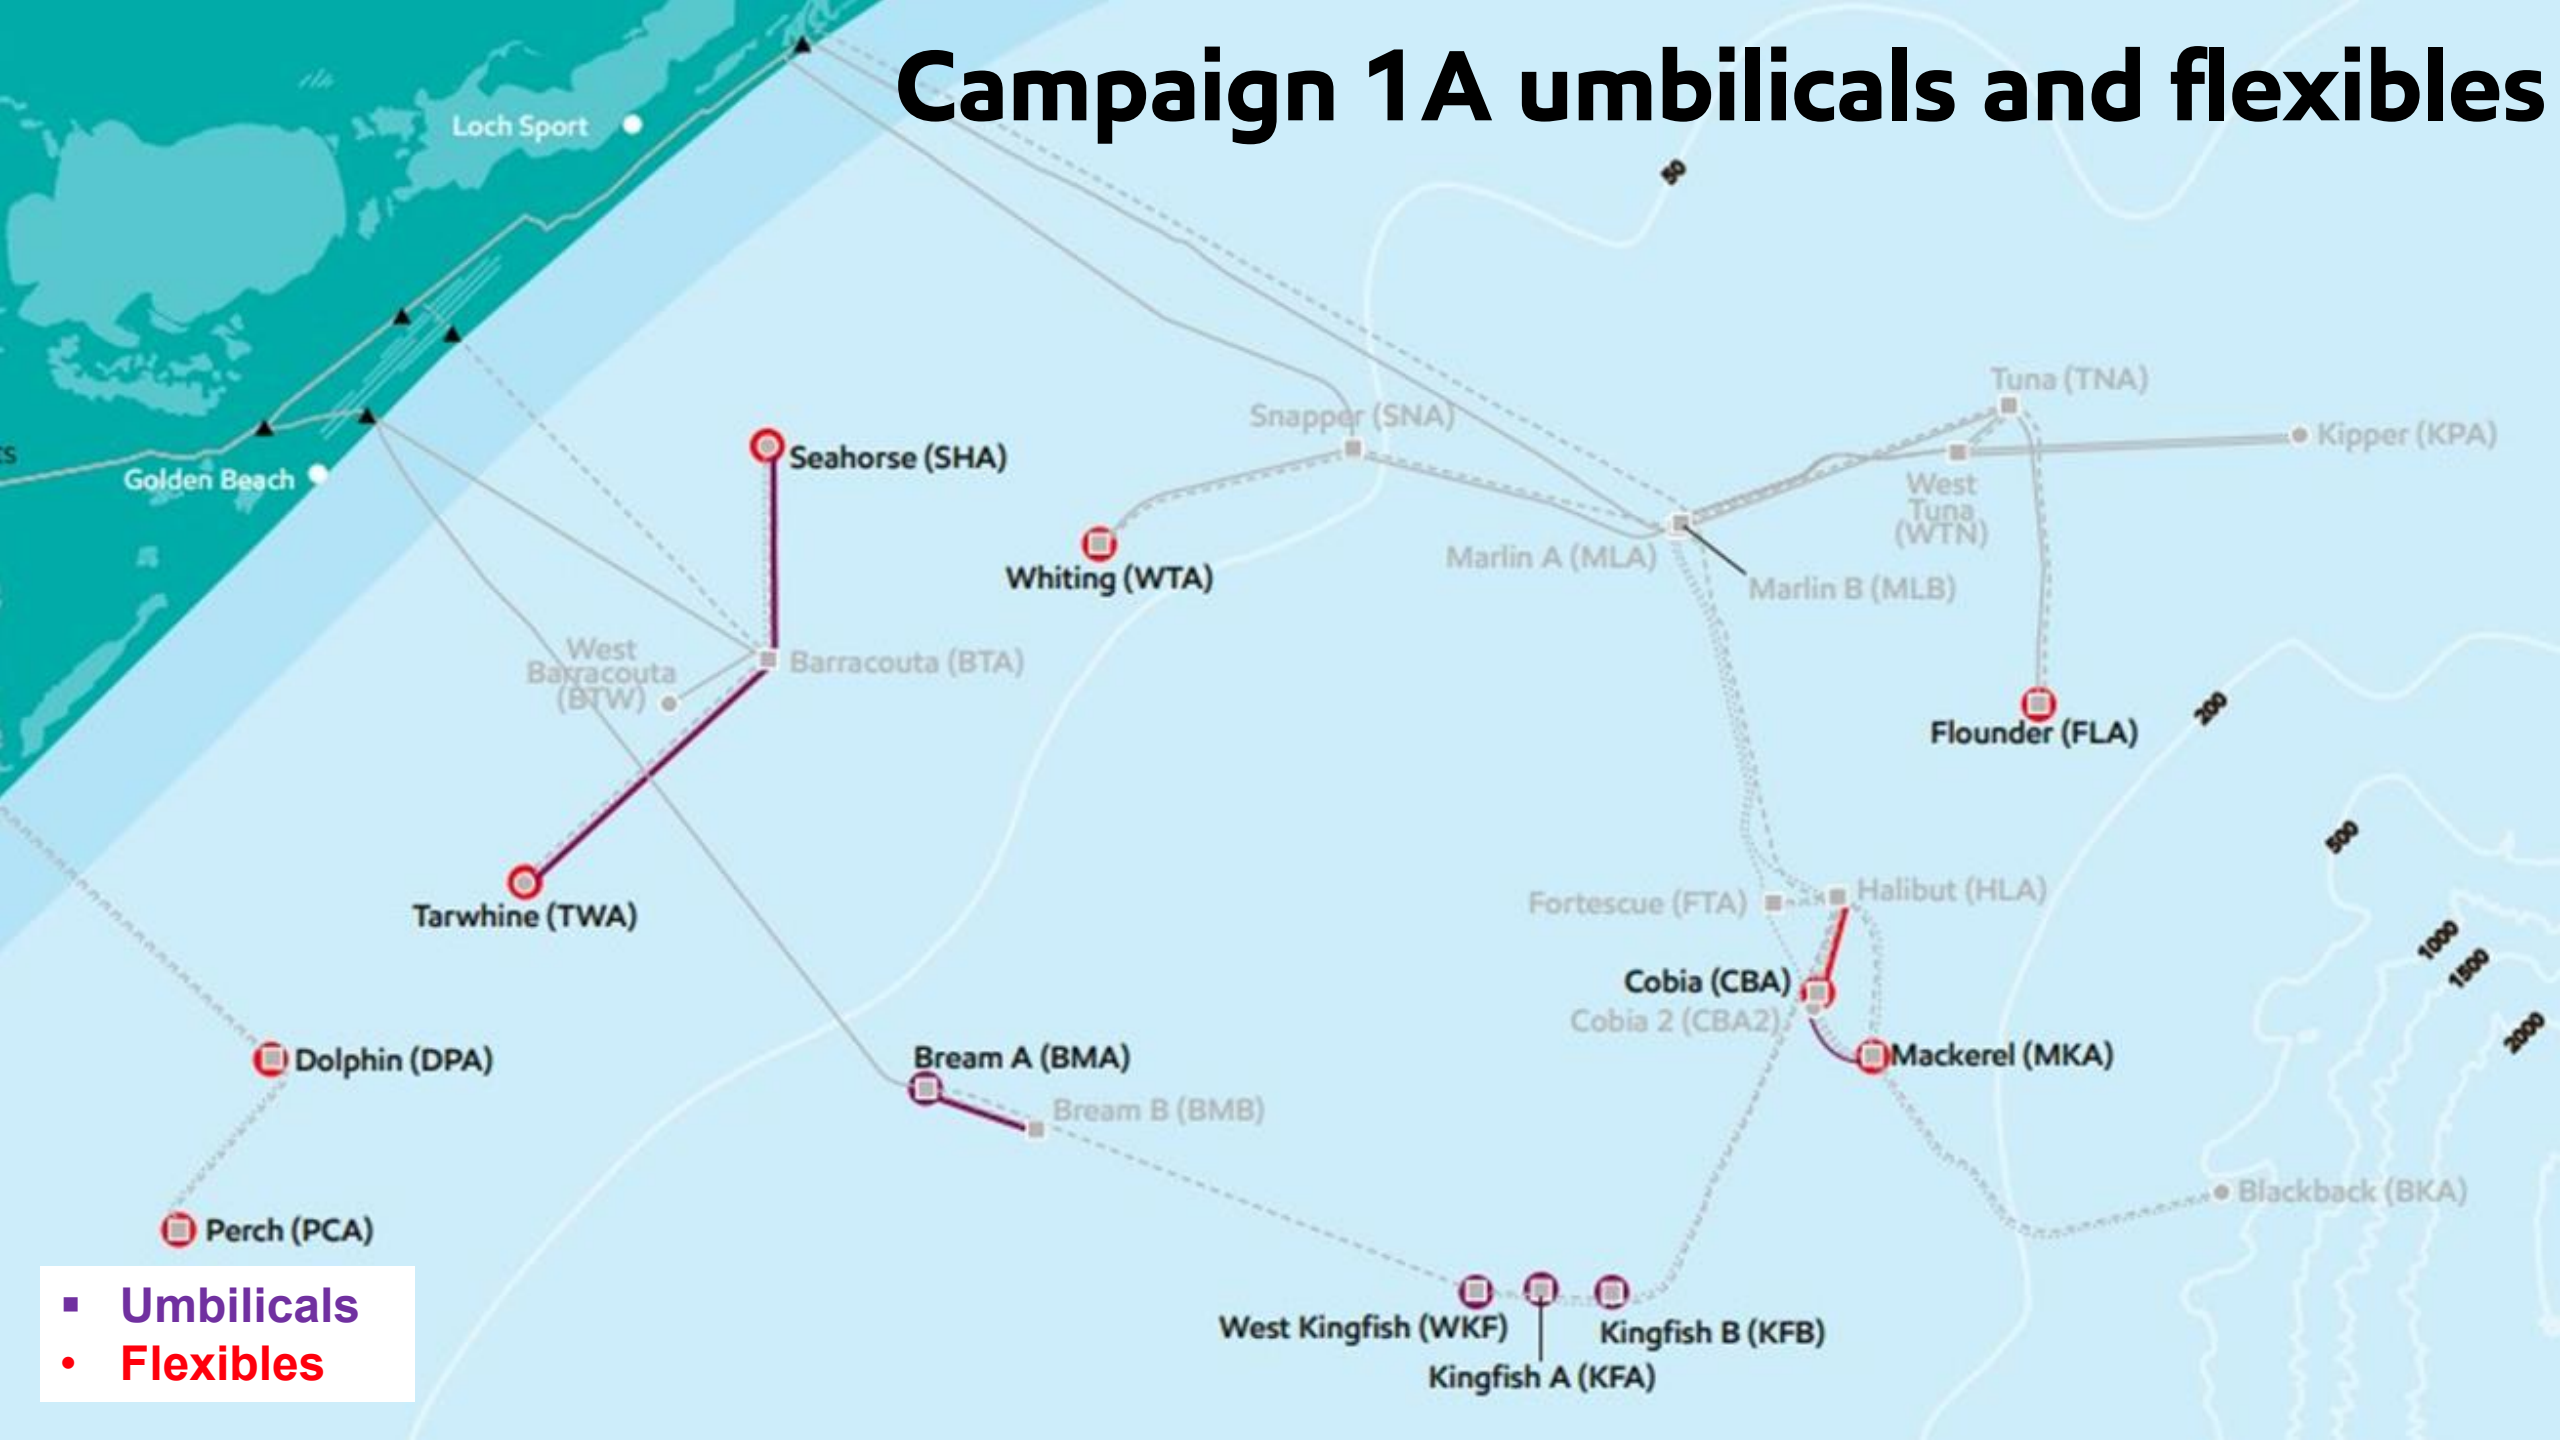 Campaign 1A umbilicals and flexibles
Loch Sport
50
Tuna (TNA)
Snapper (SNA)
Kipper (KPA)
Seahorse (SHA)
ts
Golden Beach
West
Tuna
(WTN)
Marlin A (MLA)
Whiting (WTA)
Marlin B (MLB)
West
Barracouta
(BTW)
Barracouta (BTA)
200
Flounder (FLA)
500
Halibut (HLA)
Fortescue (FTA)
Tarwhine (TWA)
1000
1500
Cobia (CBA)
Cobia 2 (CBA2)
2000
Dolphin (DPA)
Bream A (BMA)
Mackerel (MKA)
Bream B (BMB)
Blackback (BKA)
Perch (PCA)
▪ Umbilicals
• Flexibles
West Kingfish (WKF)
Kingfish B (KFB)
Kingfish A (KFA)